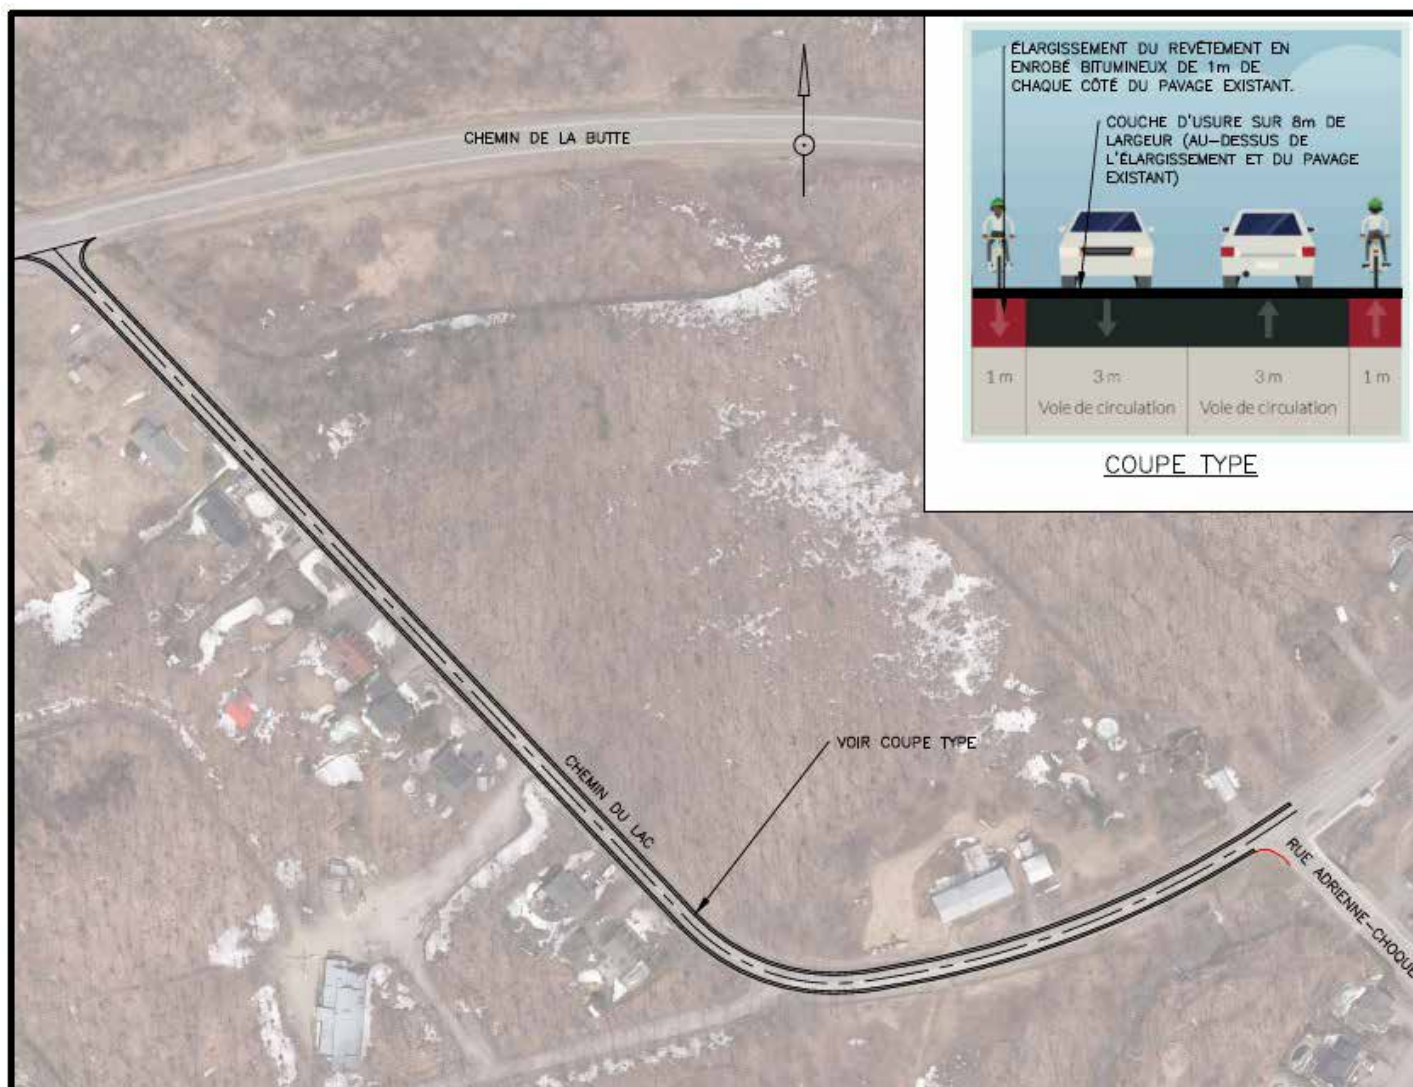 ÉLARGISSEMENT DU REVÊTEMENT EN
ENROBÉ BITUMINEUX DE 1m DE
CHAQUE CÔTÉ DU PAVAGE EXISTANT.
COUCHE D'USURE SUR 8m DE
LARGEUR (AU-DESSUS DE
L'ÉLARGISSEMENT ET DU PAVAGE
EXISTANT)
1 m
3 m
3 m
1 m
Voie de circulation
Voie de circulation
COUPE TYPE
CHEMIN DE LA BUTTE
VOIR COUPE TYPE
CHEMIN DU LAC
RUE ADRIENNE-CHOQUE